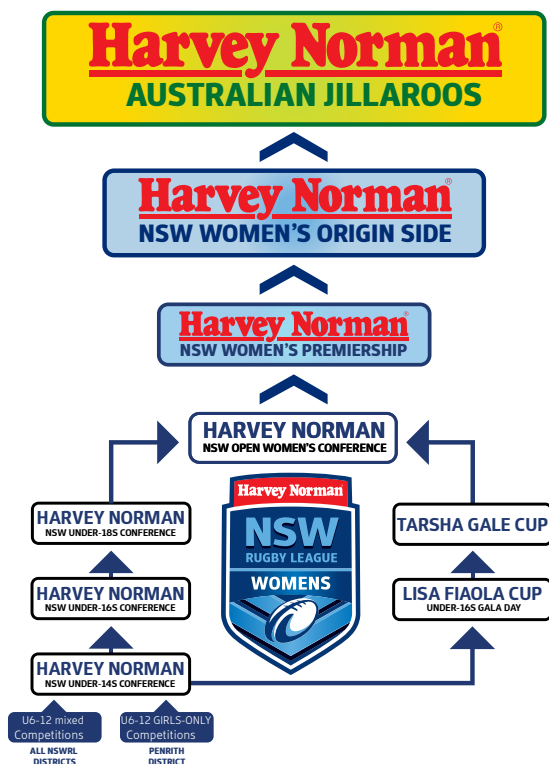 Harvey Norman®
AUSTRALIAN JILLAROOS
Harvey Norman®
NSW WOMEN'S ORIGIN SIDE
Harvey Norman®
NSW WOMEN'S PREMIERSHIP
HARVEY NORMAN
NSW OPEN WOMEN'S CONFERENCE
Harvey Norman®
NSW
RUGBY LEAGUE
WOMENS
HARVEY NORMAN
NSW UNDER-18S CONFERENCE
TARSHA GALE CUP
HARVEY NORMAN
NSW UNDER-16S CONFERENCE
LISA FIAOLA CUP
UNDER-16S GALA DAY
HARVEY NORMAN
NSW UNDER-14S CONFERENCE
U6-12 mixed
Competitions
ALL NSWRL
DISTRICTS
U6-12 GIRLS-ONLY
Competitions
PENRITH
DISTRICT